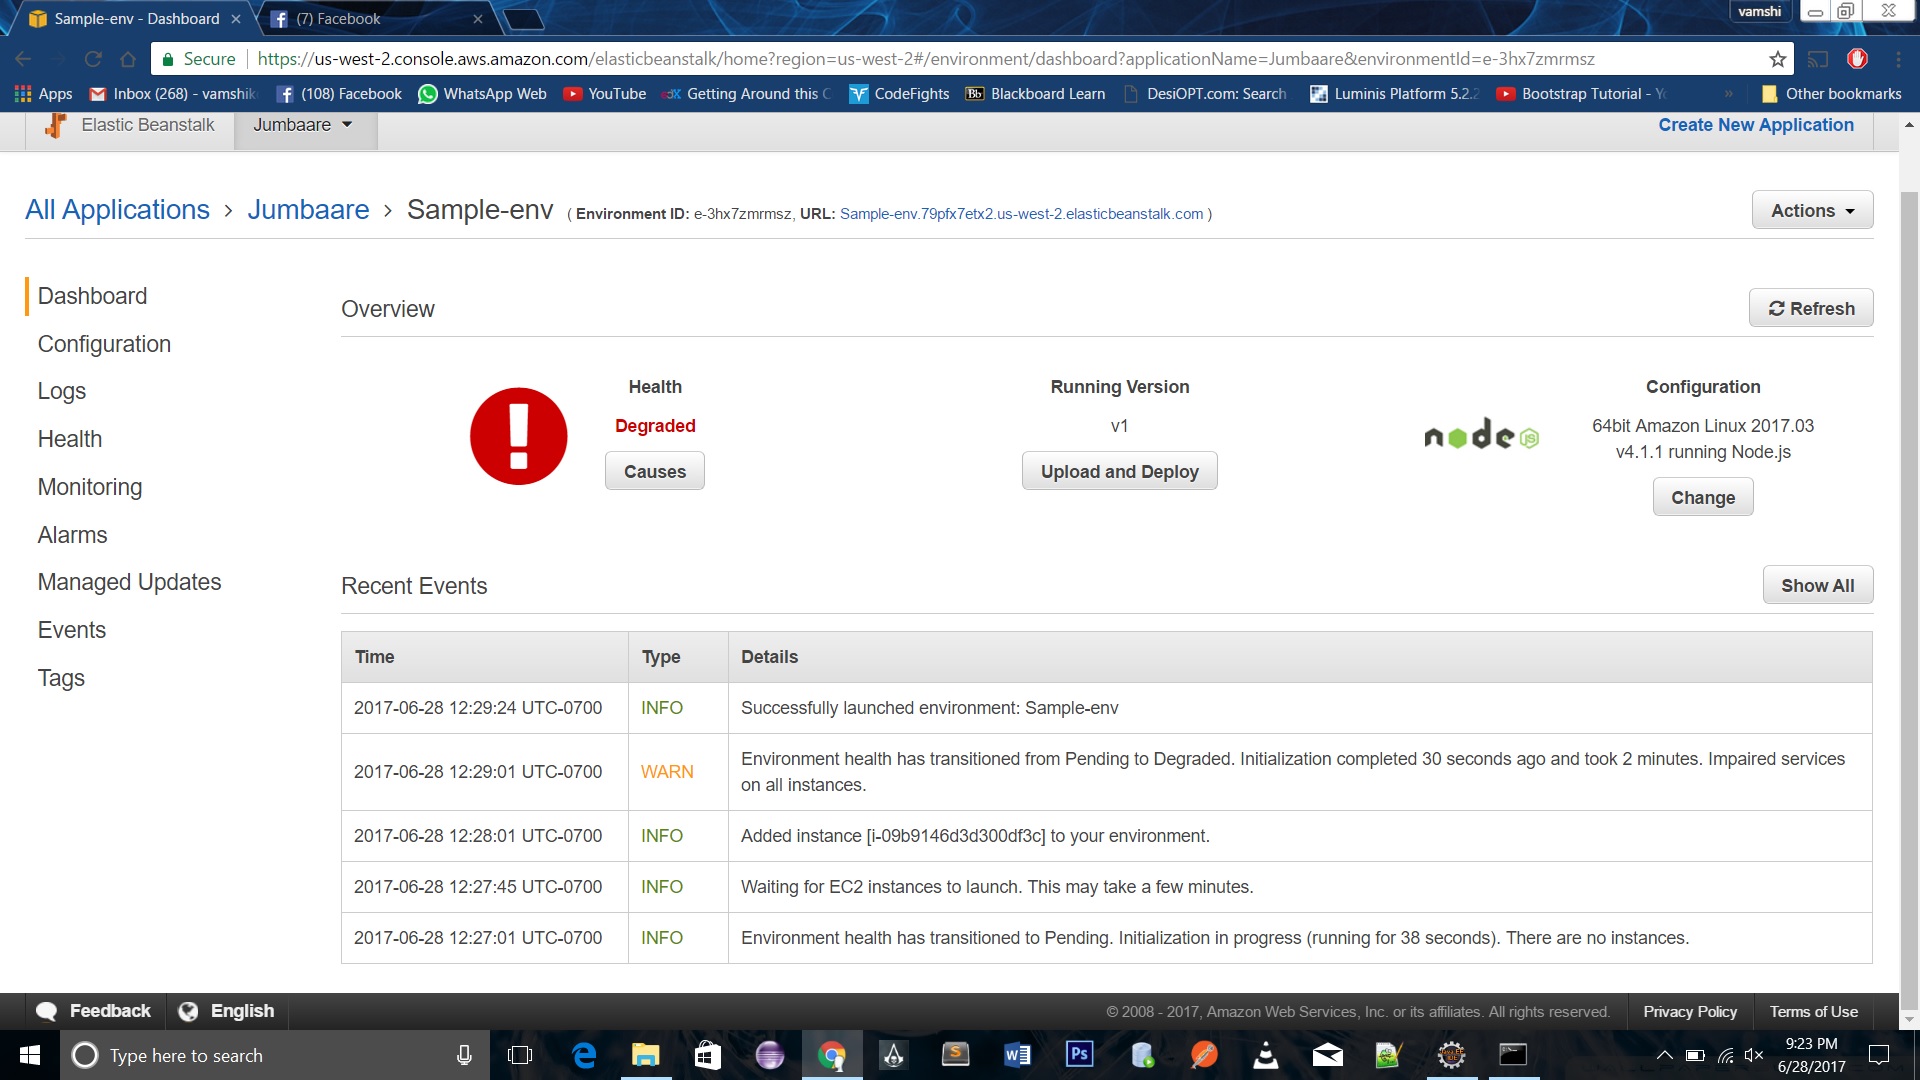 Sample-env - Dashboard
(7) Facebook
vamshi
Secure
https://us-west-2.console.aws.amazon.com/elasticbeanstalk/home?region=us-west-2#/environment/dashboard?applicationName=Jumbaare&environmentId=e-3hx7zmrmsz
Apps
Inbox (268) - vamshik
(108) Facebook
WhatsApp Web
YouTube
Getting Around this C
CodeFights
Bb
Blackboard Learn
DesiOPT.com: Search
Luminis Platform 5.2.2
Bootstrap Tutorial - Yo
»
Other bookmarks
Elastic Beanstalk
Jumbaare
Create New Application
All Applications > Jumbaare > Sample-env ( Environment ID: e-3hx7zmrmsz, URL: Sample-env.79pfx7etx2.us-west-2.elasticbeanstalk.com )
Actions
Dashboard
Configuration
Logs
Health
Monitoring
Alarms
Managed Updates
Events
Tags
Overview
Refresh
Health
Degraded
Causes
Running Version
v1
Upload and Deploy
node JS
Configuration
64bit Amazon Linux 2017.03
v4.1.1 running Node.js
Change
Recent Events
Show All
Time Type Details
2017-06-28 12:29:24 UTC-0700 INFO Successfully launched environment: Sample-env
2017-06-28 12:29:01 UTC-0700 WARN Environment health has transitioned from Pending to Degraded. Initialization completed 30 seconds ago and took 2 minutes. Impaired services
on all instances.
2017-06-28 12:28:01 UTC-0700 INFO Added instance [i-09b9146d3d300df3c] to your environment.
2017-06-28 12:27:45 UTC-0700 INFO Waiting for EC2 instances to launch. This may take a few minutes.
2017-06-28 12:27:01 UTC-0700 INFO Environment health has transitioned to Pending. Initialization in progress (running for 38 seconds). There are no instances.
Feedback
English
© 2008 - 2017, Amazon Web Services, Inc. or its affiliates. All rights reserved.
Privacy Policy
Terms of Use
Type here to search
Ps
9:23 PM
6/28/2017